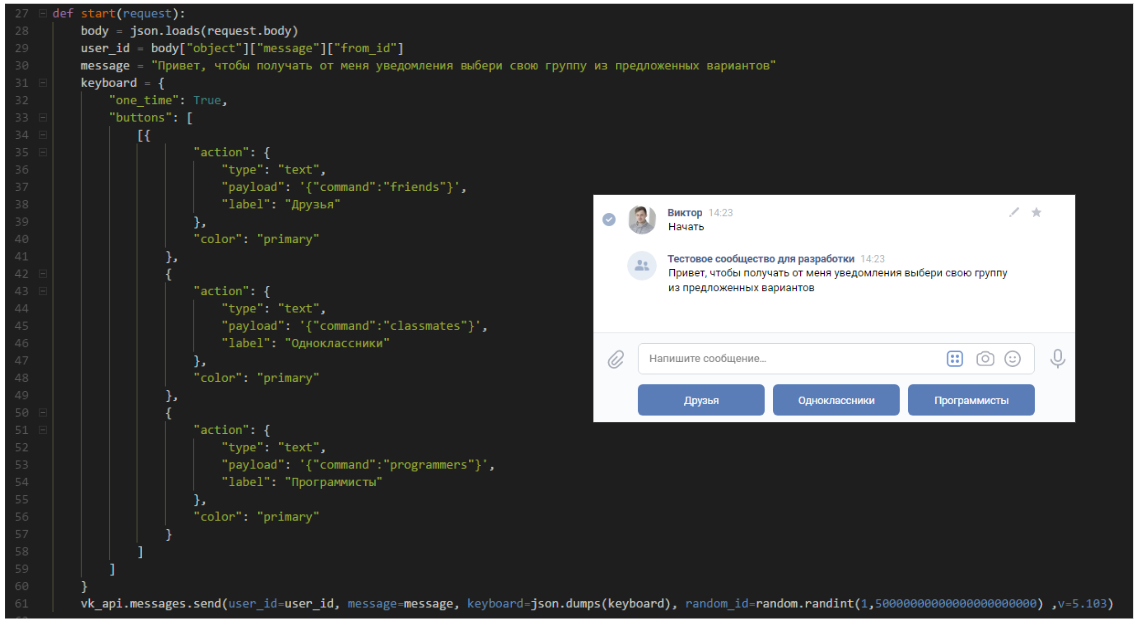 27 def start(request):
28 body = json.loads(request.body)
29 user_id = body["object"]["message"]["from_id"]
30 message = "Привет, чтобы получать от меня уведомления выбери свою группу из предложенных вариантов"
31 keyboard = {
32 "one_time": True,
33 "buttons": [
34 [{
35 "action": {
36 "type": "text",
37 "payload": '{"command":"friends"}',
38 "label": "Друзья"
39 },
40 "color": "primary"
41 },
42 {
43 "action": {
44 "type": "text",
45 "payload": '{"command":"classmates"}',
46 "label": "Одноклассники"
47 },
48 "color": "primary"
49 },
50 {
51 "action": {
52 "type": "text",
53 "payload": '{"command":"programmers"}',
54 "label": "Программисты"
55 },
56 "color": "primary"
57 }
58 ]
59 ]
60 }
61 vk_api.messages.send(user_id=user_id, message=message, keyboard=json.dumps(keyboard), random_id=random.randint(1,50000000000000000000000) ,v=5.103)
Виктор 14:23
Начать
Тестовое сообщество для разработки 14:23
Привет, чтобы получать от меня уведомления выбери свою группу
из предложенных вариантов
Напишите сообщение...
Друзья Одноклассники Программисты